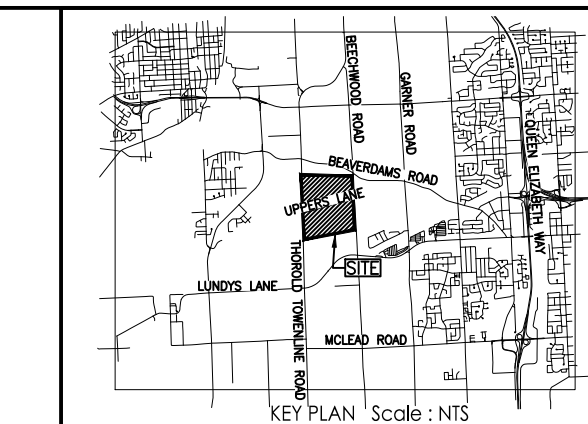 BEECHWOOD ROAD
GARNER ROAD
QUEEN ELIZABETH WAY
BEAVERDAMS ROAD
UPPERS LANE
SITE
THOROLD TOWENLINE ROAD
LUNDYS LANE
MCLEAD ROAD
KEY PLAN Scale : NTS